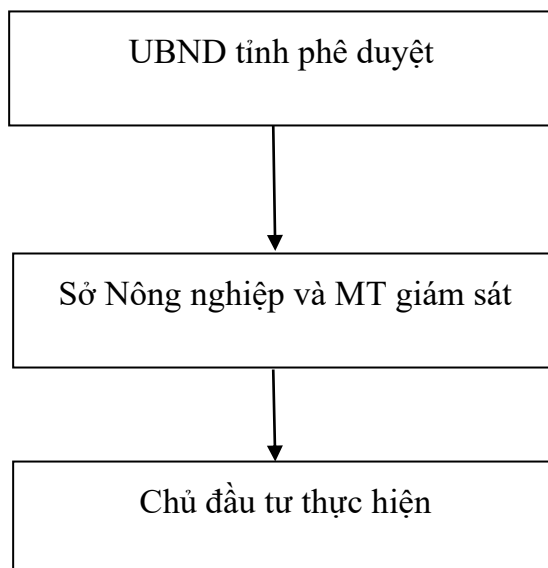 UBND tỉnh phê duyệt
Sở Nông nghiệp và MT giám sát
Chủ đầu tư thực hiện